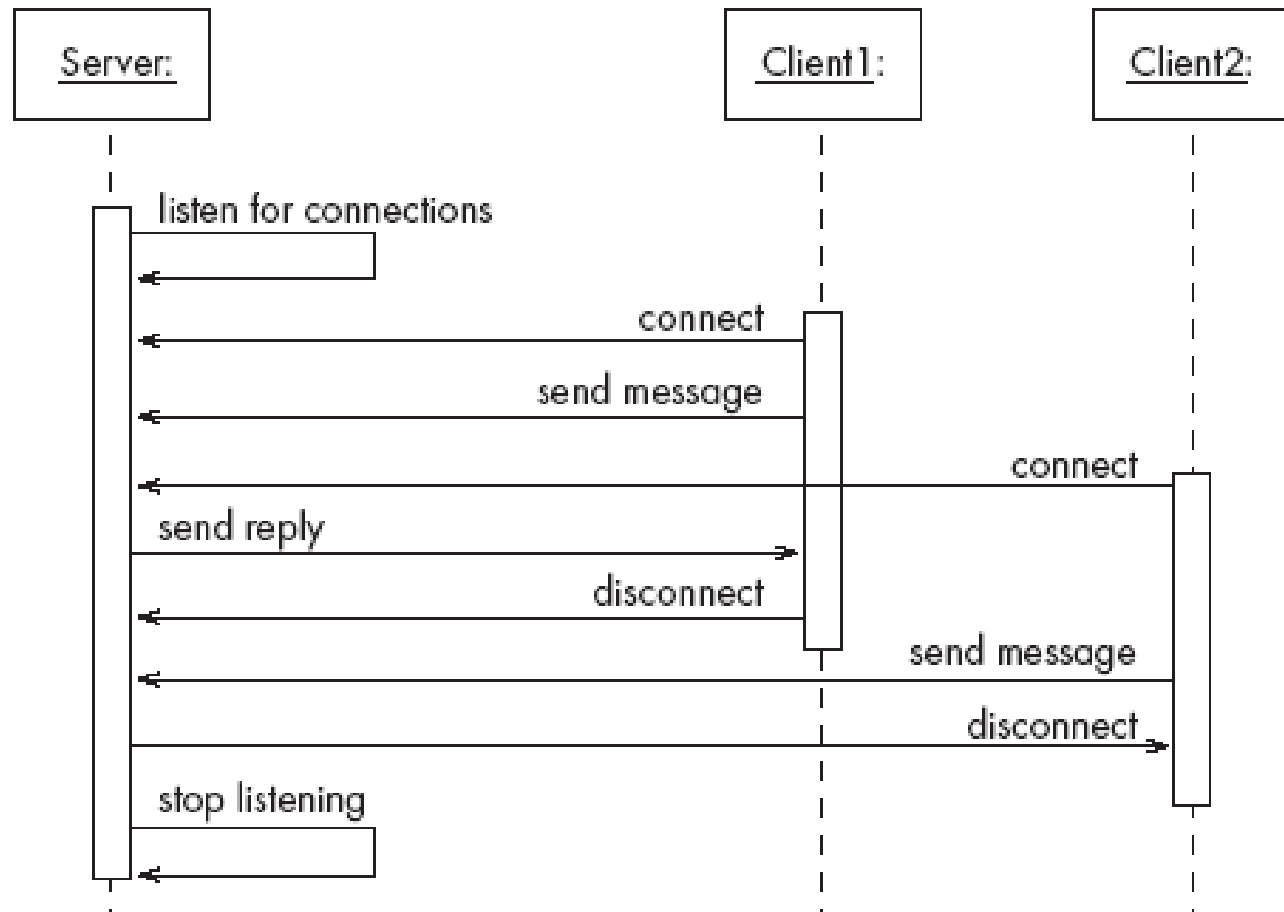 Server:
Client1:
Client2:
listen for connections
connect
send message
connect
send reply
disconnect
send message
disconnect
stop listening